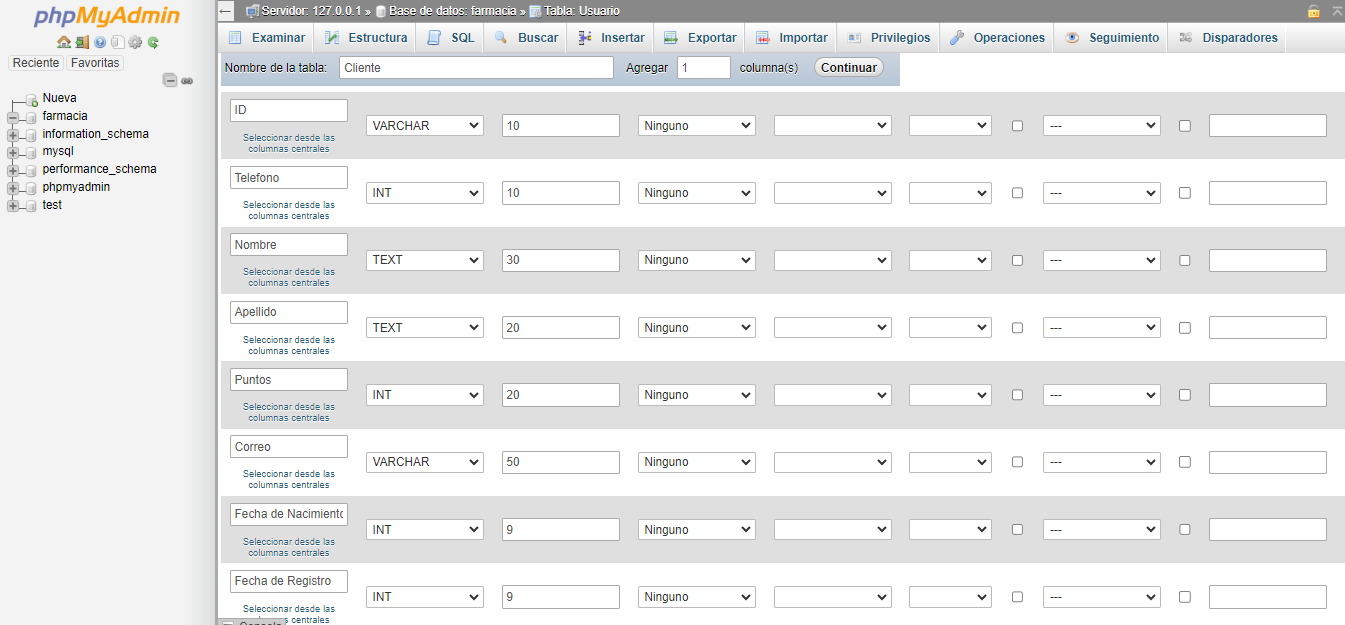 phpMyAdmin
Reciente Favoritas
Nueva
farmacia
information_schema
mysql
performance_schema
phpmyadmin
test
Servidor: 127.0.0.1 » Base de datos: farmacia » Tabla: Usuario
Examinar Estructura SQL Buscar Insertar Exportar Importar Privilegios Operaciones Seguimiento Disparadores
Nombre de la tabla: Cliente Agregar 1 columna(s) Continuar
ID VARCHAR 10 Ninguno ---
Seleccionar desde las
columnas centrales
Telefono INT 10 Ninguno ---
Seleccionar desde las
columnas centrales
Nombre TEXT 30 Ninguno ---
Seleccionar desde las
columnas centrales
Apellido TEXT 20 Ninguno ---
Seleccionar desde las
columnas centrales
Puntos INT 20 Ninguno ---
Seleccionar desde las
columnas centrales
Correo VARCHAR 50 Ninguno ---
Seleccionar desde las
columnas centrales
Fecha de Nacimiento INT 9 Ninguno ---
Seleccionar desde las
columnas centrales
Fecha de Registro INT 9 Ninguno ---
Seleccionar desde las
centrales
Consola